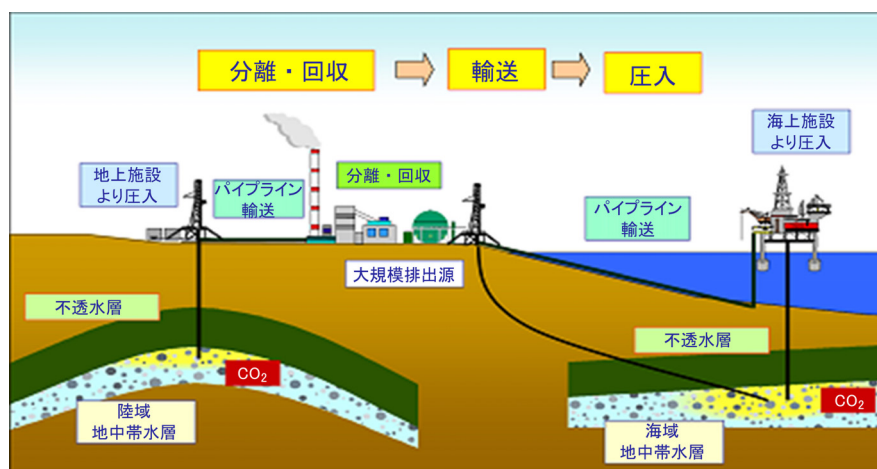 分離・回収
輸送
圧入
海上施設
より圧入
地上施設
より圧入
パイプライン
輸送
分離・回収
パイプライン
輸送
大規模排出源
不透水層
不透水層
CO₂
CO₂
陸域
地中帯水層
海域
地中帯水層